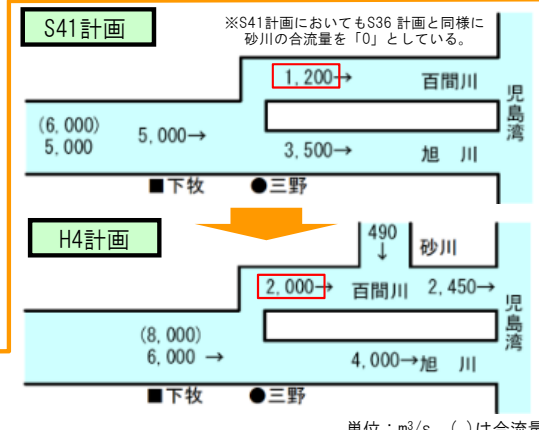 S41計画
※S41計画においてもS36 計画と同様に
砂川の合流量を「0」としている。
1,200→ 百間川
児島湾
(6,000)
5,000
5,000→
3,500→ 旭 川
■下牧 ●三野
H4計画
490
↓
砂川
2,000→ 百間川 2,450→
児島湾
(8,000)
6,000 →
4,000→旭 川
■下牧 ●三野